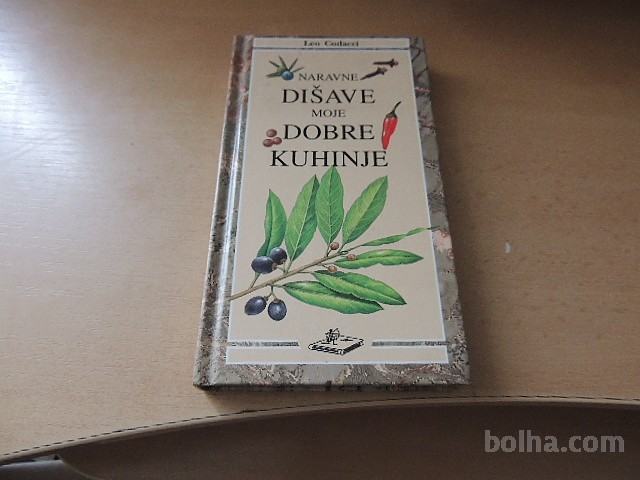 Leo Codacci
NARAVNE
DIŠAVE
MOJE
DOBRE
KUHINJE
bolha.com